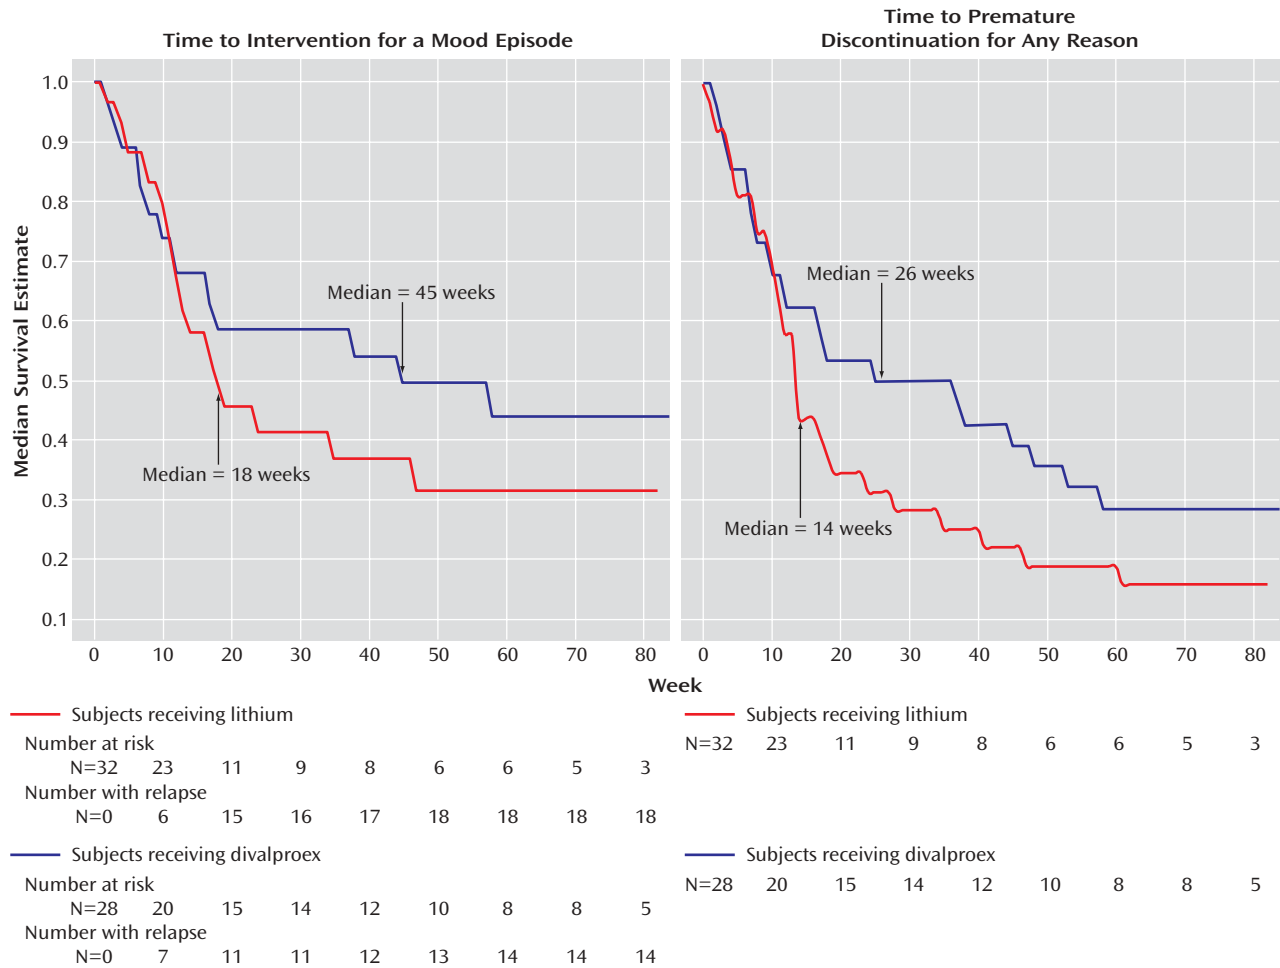 Time to Intervention for a Mood Episode
Time to Premature
Discontinuation for Any Reason
Median Survival Estimate
1.0
0.9
0.8
0.7
0.6
0.5
0.4
0.3
0.2
0.1
Median = 45 weeks
Median = 18 weeks
Median = 26 weeks
Median = 14 weeks
0 10 20 30 40 50 60 70 80
0 10 20 30 40 50 60 70 80
Week
Subjects receiving lithium
Number at risk
N=32 23 11 9 8 6 6 5 3
Number with relapse
N=0 6 15 16 17 18 18 18 18
Subjects receiving divalproex
Number at risk
N=28 20 15 14 12 10 8 8 5
Number with relapse
N=0 7 11 11 12 13 14 14 14
Subjects receiving lithium
N=32 23 11 9 8 6 6 5 3
Subjects receiving divalproex
N=28 20 15 14 12 10 8 8 5